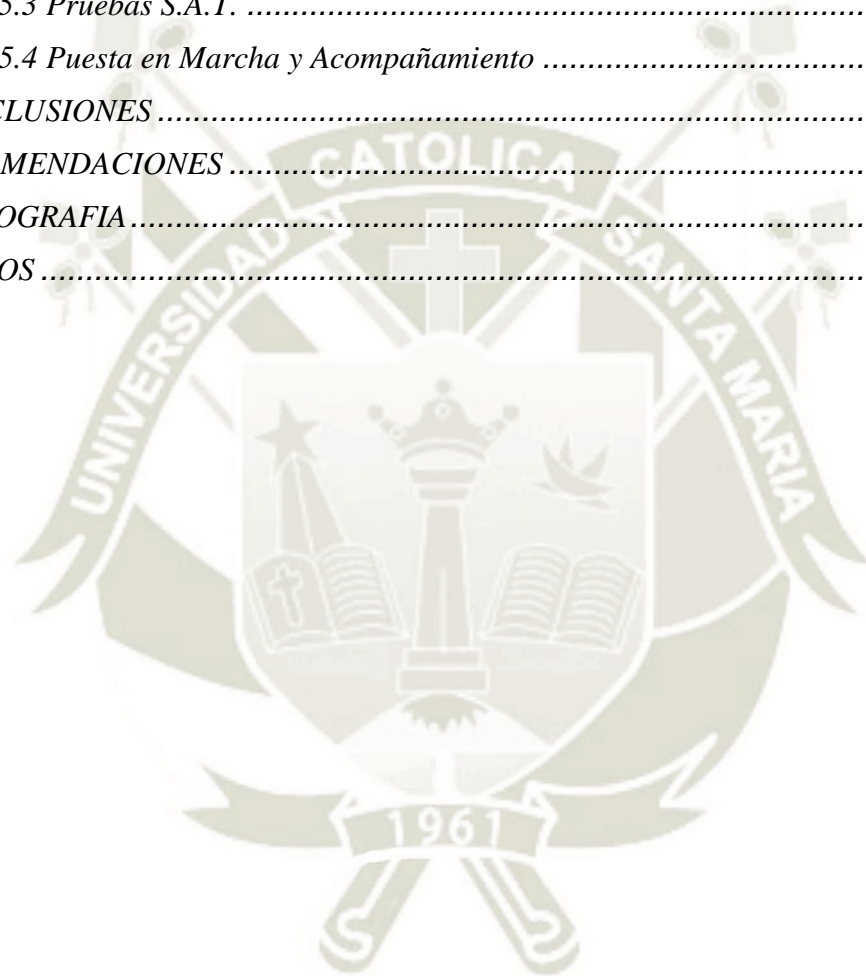 5.3 Pruebas S.A.T. ................................................................
5.4 Puesta en Marcha y Acompañamiento ................................
CLUSIONES ................................................................
MENDACIONES ................................................................
OGRAFIA ................................................................
OS ................................................................
UNIVERSIDAD CATOLICA SANTA MARIA
1961